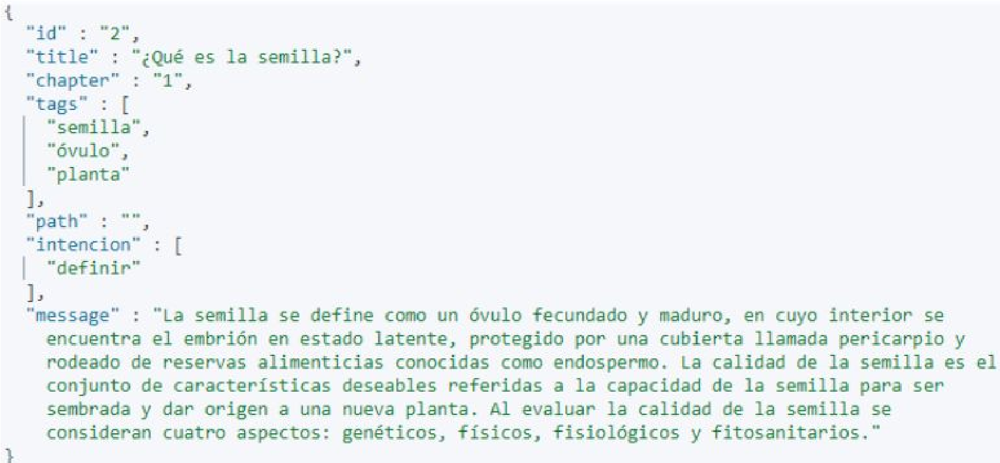 {
"id" : "2",
"title" : "¿Qué es la semilla?",
"chapter" : "1",
"tags" : [
"semilla",
"óvulo",
"planta"
],
"path" : "",
"intencion" : [
"definir"
],
"message" : "La semilla se define como un óvulo fecundado y maduro, en cuyo interior se
encuentra el embrión en estado latente, protegido por una cubierta llamada pericarpio y
rodeado de reservas alimenticias conocidas como endospermo. La calidad de la semilla es el
conjunto de características deseables referidas a la capacidad de la semilla para ser
sembrada y dar origen a una nueva planta. Al evaluar la calidad de la semilla se
consideran cuatro aspectos: genéticos, físicos, fisiológicos y fitosanitarios."
}